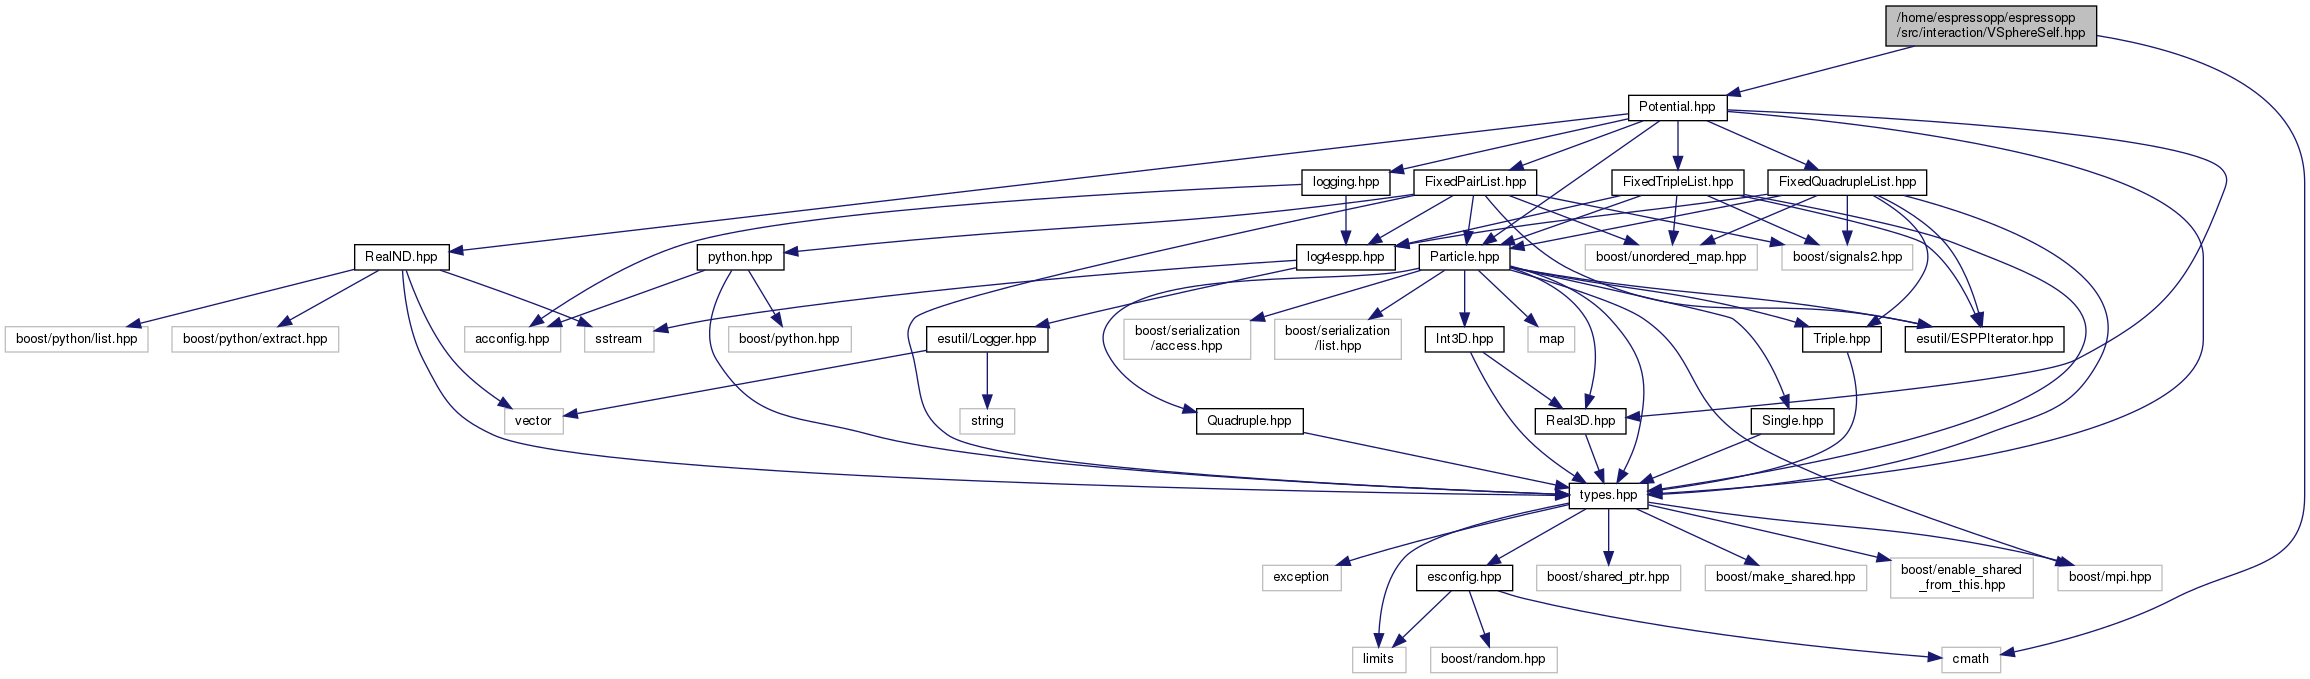 /home/espressopp/espressopp
/src/interaction/VSphereSelf.hpp
Potential.hpp
logging.hpp
FixedPairList.hpp
FixedTripleList.hpp
FixedQuadrupleList.hpp
RealND.hpp
python.hpp
log4espp.hpp
Particle.hpp
boost/unordered_map.hpp
boost/signals2.hpp
boost/python/list.hpp
boost/python/extract.hpp
acconfig.hpp
sstream
boost/python.hpp
esutil/Logger.hpp
boost/serialization
/access.hpp
boost/serialization
/list.hpp
Int3D.hpp
map
Triple.hpp
esutil/ESPPIterator.hpp
vector
string
Quadruple.hpp
Real3D.hpp
Single.hpp
types.hpp
exception
esconfig.hpp
boost/shared_ptr.hpp
boost/make_shared.hpp
boost/enable_shared
_from_this.hpp
boost/mpi.hpp
limits
boost/random.hpp
cmath